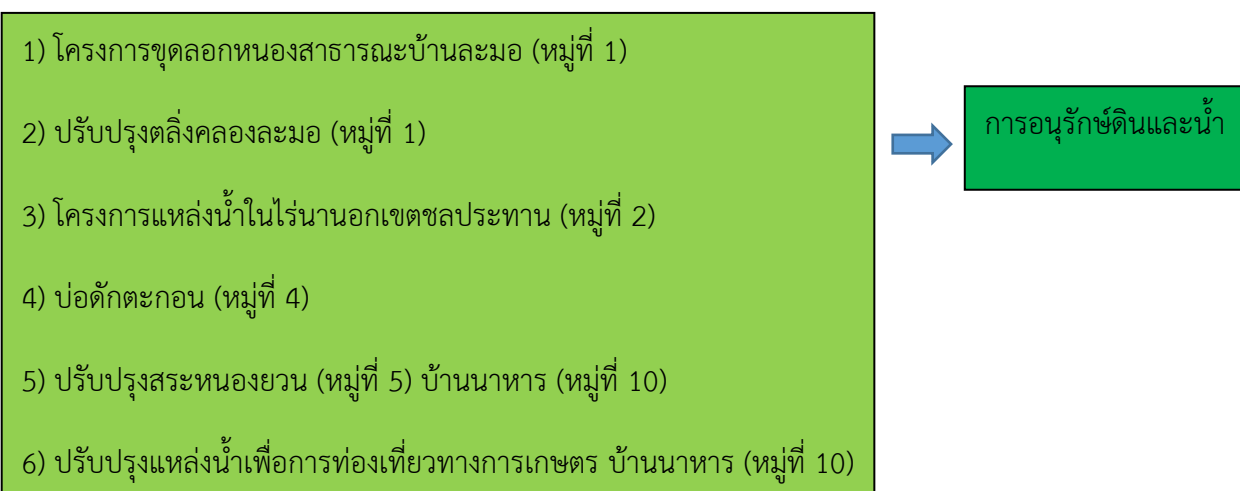 1) โครงการขุดลอกหนองสาธารณะบ้านละมอ (หมู่ที่ 1)
2) ปรับปรุงตลิ่งคลองละมอ (หมู่ที่ 1)
การอนุรักษ์ดินและน้ำ
3) โครงการแหล่งน้ำในไร่นานอกเขตชลประทาน (หมู่ที่ 2)
4) บ่อดักตะกอน (หมู่ที่ 4)
5) ปรับปรุงสระหนองยวน (หมู่ที่ 5) บ้านนาหาร (หมู่ที่ 10)
6) ปรับปรุงแหล่งน้ำเพื่อการท่องเที่ยวทางการเกษตร บ้านนาหาร (หมู่ที่ 10)